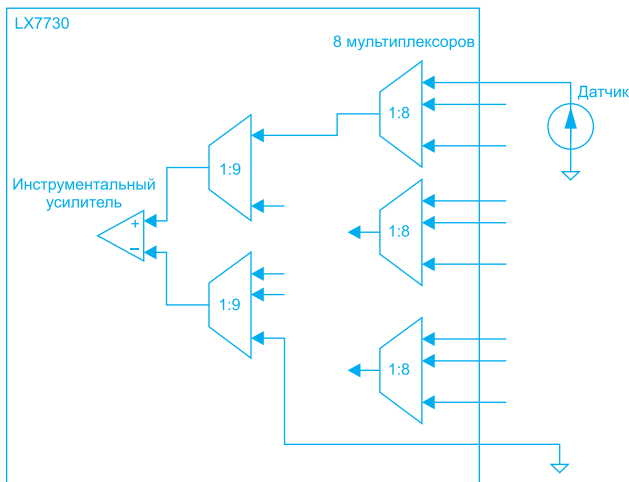 LX7730
8 мультиплексоров
Датчик
1:8
1:9
Инструментальный
усилитель
+
1:8
–
1:9
1:8